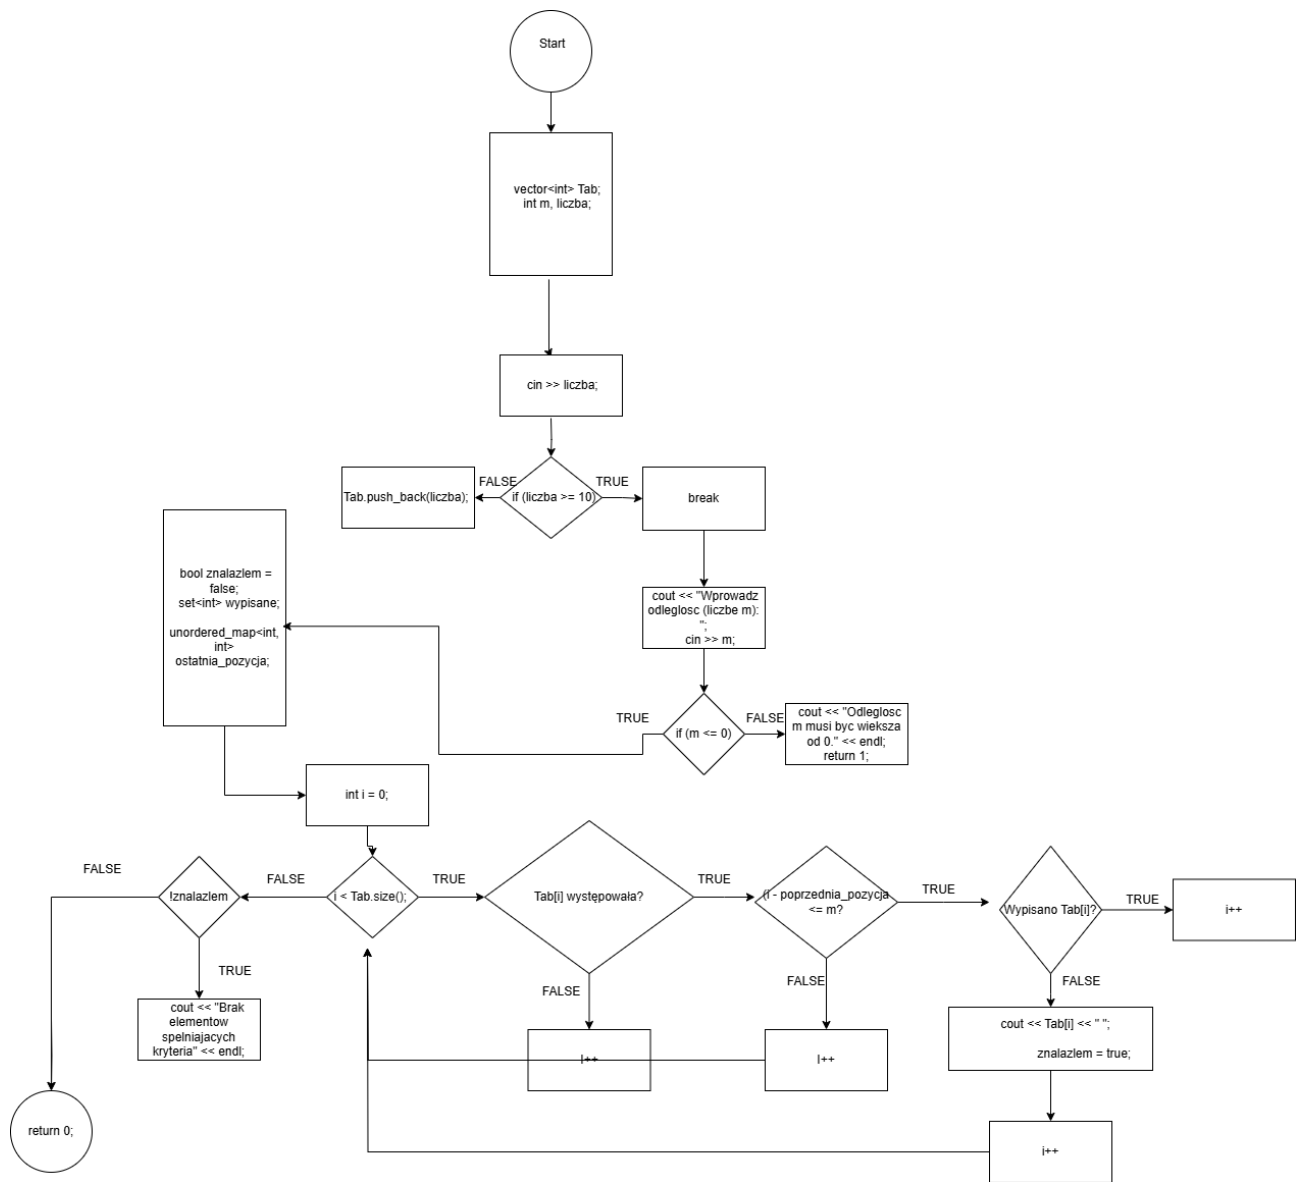 Start
vector<int> Tab;
int m, liczba;
cin >> liczba;
Tab.push_back(liczba);
FALSE
if (liczba >= 10)
TRUE
break
bool znalazlem =
false;
set<int> wypisane;
unordered_map<int,
int>
ostatnia_pozycja;
cout << "Wprowadz
odleglosc (liczbe m):
";
cin >> m;
TRUE
if (m <= 0)
FALSE
cout << "Odleglosc
m musi byc wieksza
od 0." << endl;
return 1;
int i = 0;
FALSE
!znalazlem
FALSE
i < Tab.size();
TRUE
Tab[i] występowała?
TRUE
(i - poprzednia_pozycja
<= m?
TRUE
Wypisano Tab[i]?
TRUE
i++
TRUE
FALSE
FALSE
FALSE
cout << "Brak
elementow
spelniajacych
kryteria" << endl;
I++
I++
cout << Tab[i] << " ";
znalazlem = true;
return 0;
i++